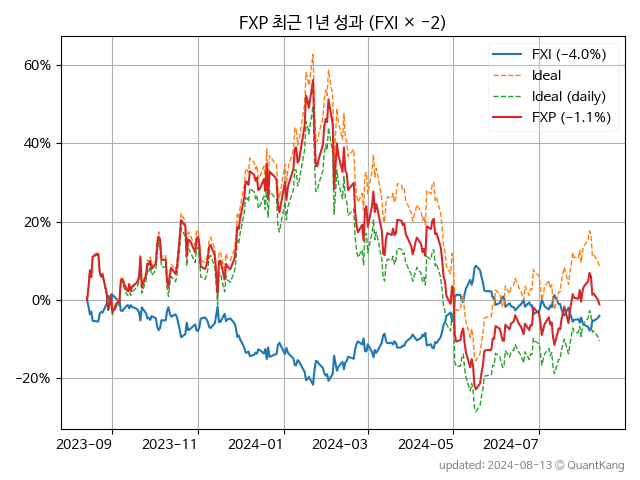 FXP 최근 1년 성과 (FXI × −2)
FXI (−4.0%)
Ideal
Ideal (daily)
FXP (−1.1%)
60%
40%
20%
0%
−20%
2023-09
2023-11
2024-01
2024-03
2024-05
2024-07
updated: 2024-08-13 © QuantKang